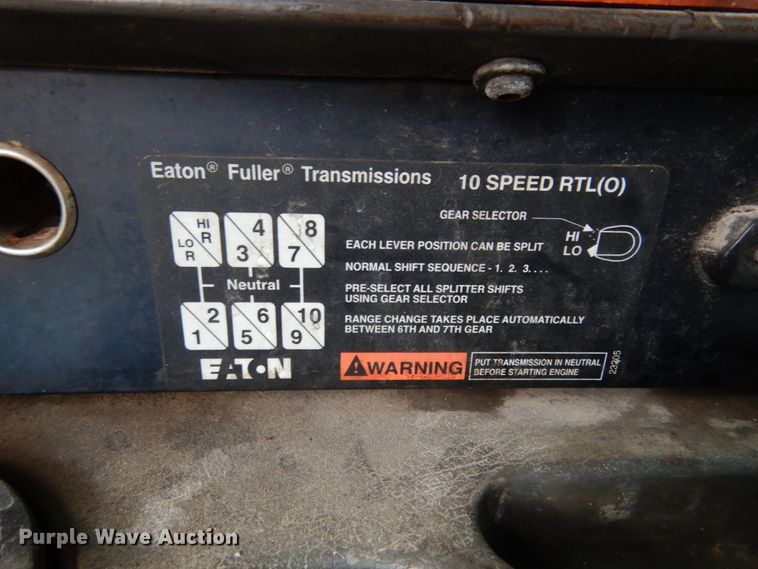 Eaton® Fuller® Transmissions 10 SPEED RTL(O)
GEAR SELECTOR
HI
LO
HI
R
LO
R
4
3
8
7
EACH LEVER POSITION CAN BE SPLIT
NORMAL SHIFT SEQUENCE - 1. 2. 3. . . .
Neutral
PRE-SELECT ALL SPLITTER SHIFTS
USING GEAR SELECTOR
2
1
6
5
10
9
RANGE CHANGE TAKES PLACE AUTOMATICALLY
BETWEEN 6TH AND 7TH GEAR
EATON
WARNING
PUT TRANSMISSION IN NEUTRAL
BEFORE STARTING ENGINE
23205
Purple Wave Auction